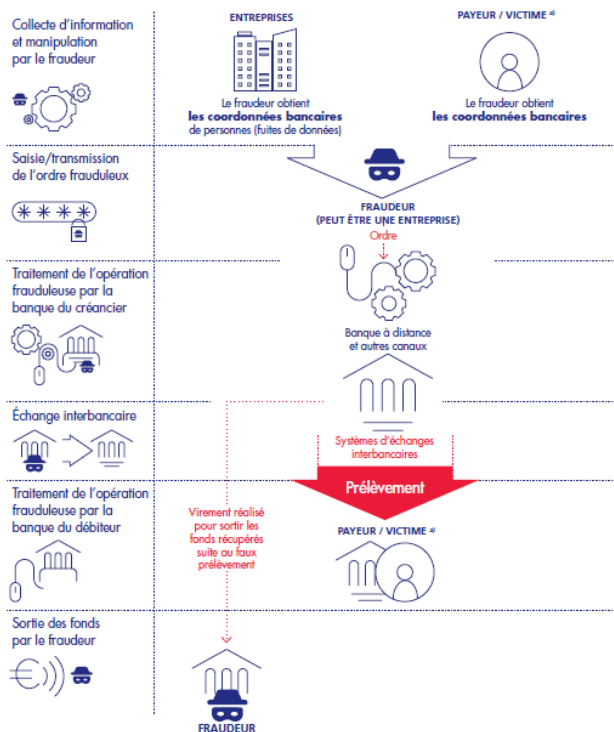 Collecte d'information
et manipulation
par le fraudeur
ENTREPRISES
Le fraudeur obtient
les coordonnées bancaires
de personnes (fuites de données)
PAYEUR / VICTIME a)
Le fraudeur obtient
les coordonnées bancaires
Saisie/transmission
de l'ordre frauduleux
****
FRAUDEUR
(PEUT ÊTRE UNE ENTREPRISE)
Ordre
Traitement de l'opération
frauduleuse par la
banque du créancier
Banque à distance
et autres canaux
Échange interbancaire
Systèmes d'échanges
interbancaires
Prélèvement
Traitement de l'opération
frauduleuse par la
banque du débiteur
Virement réalisé
pour sortir les
fonds récupérés
suite au faux
prélèvement
PAYEUR / VICTIME a)
Sortie des fonds
par le fraudeur
FRAUDEUR